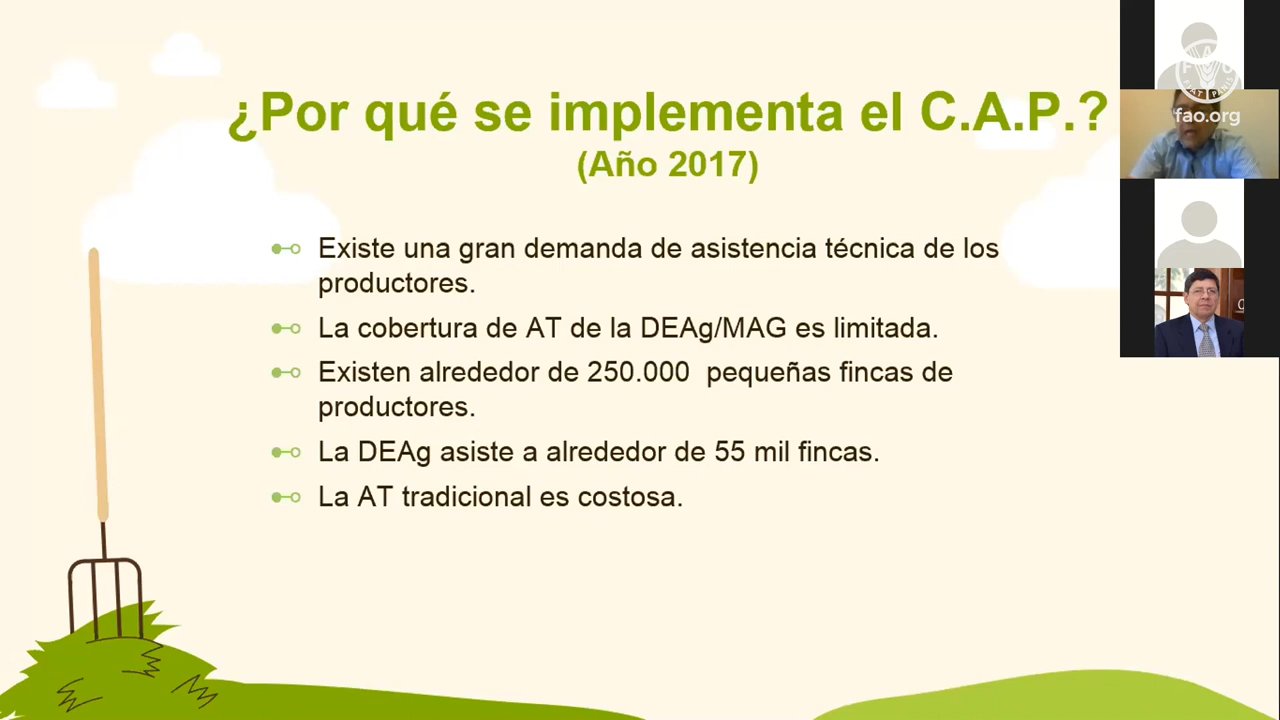 ¿Por qué se implementa el C.A.P.?
(Año 2017)
Existe una gran demanda de asistencia técnica de los
productores.
La cobertura de AT de la DEAg/MAG es limitada.
Existen alrededor de 250.000 pequeñas fincas de
productores.
La DEAg asiste a alrededor de 55 mil fincas.
La AT tradicional es costosa.
fao.org